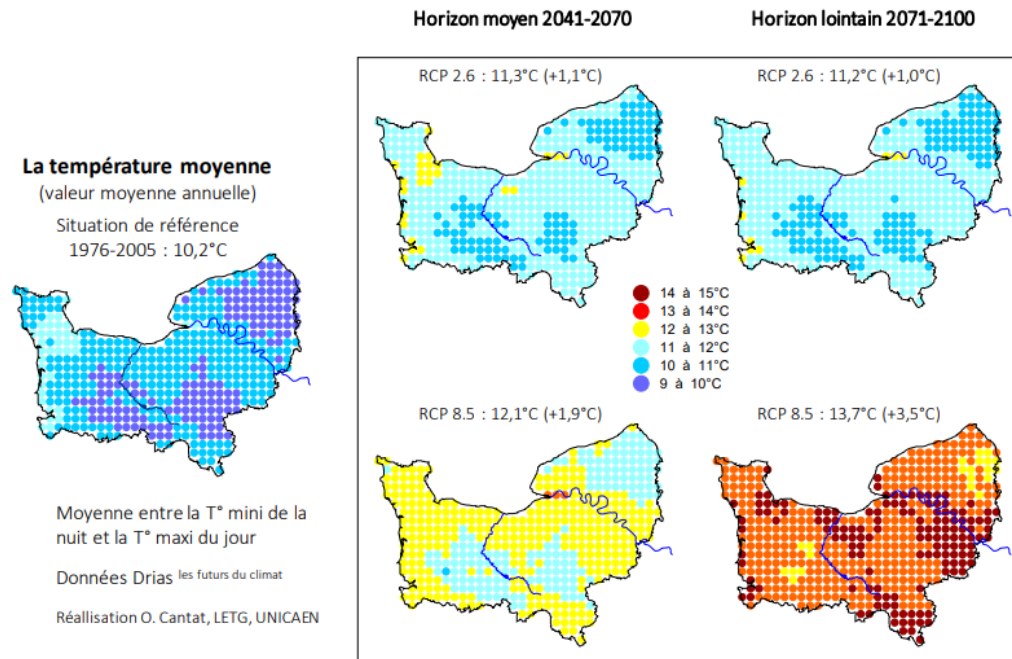 Horizon moyen 2041-2070
Horizon lointain 2071-2100
La température moyenne
(valeur moyenne annuelle)
Situation de référence
1976-2005 : 10,2°C
RCP 2.6 : 11,3°C (+1,1°C)
RCP 2.6 : 11,2°C (+1,0°C)
14 à 15°C
13 à 14°C
12 à 13°C
11 à 12°C
10 à 11°C
9 à 10°C
RCP 8.5 : 12,1°C (+1,9°C)
RCP 8.5 : 13,7°C (+3,5°C)
Moyenne entre la T° mini de la
nuit et la T° maxi du jour
Données Drias les futurs du climat
Réallisation O. Cantat, LETG, UNICAEN